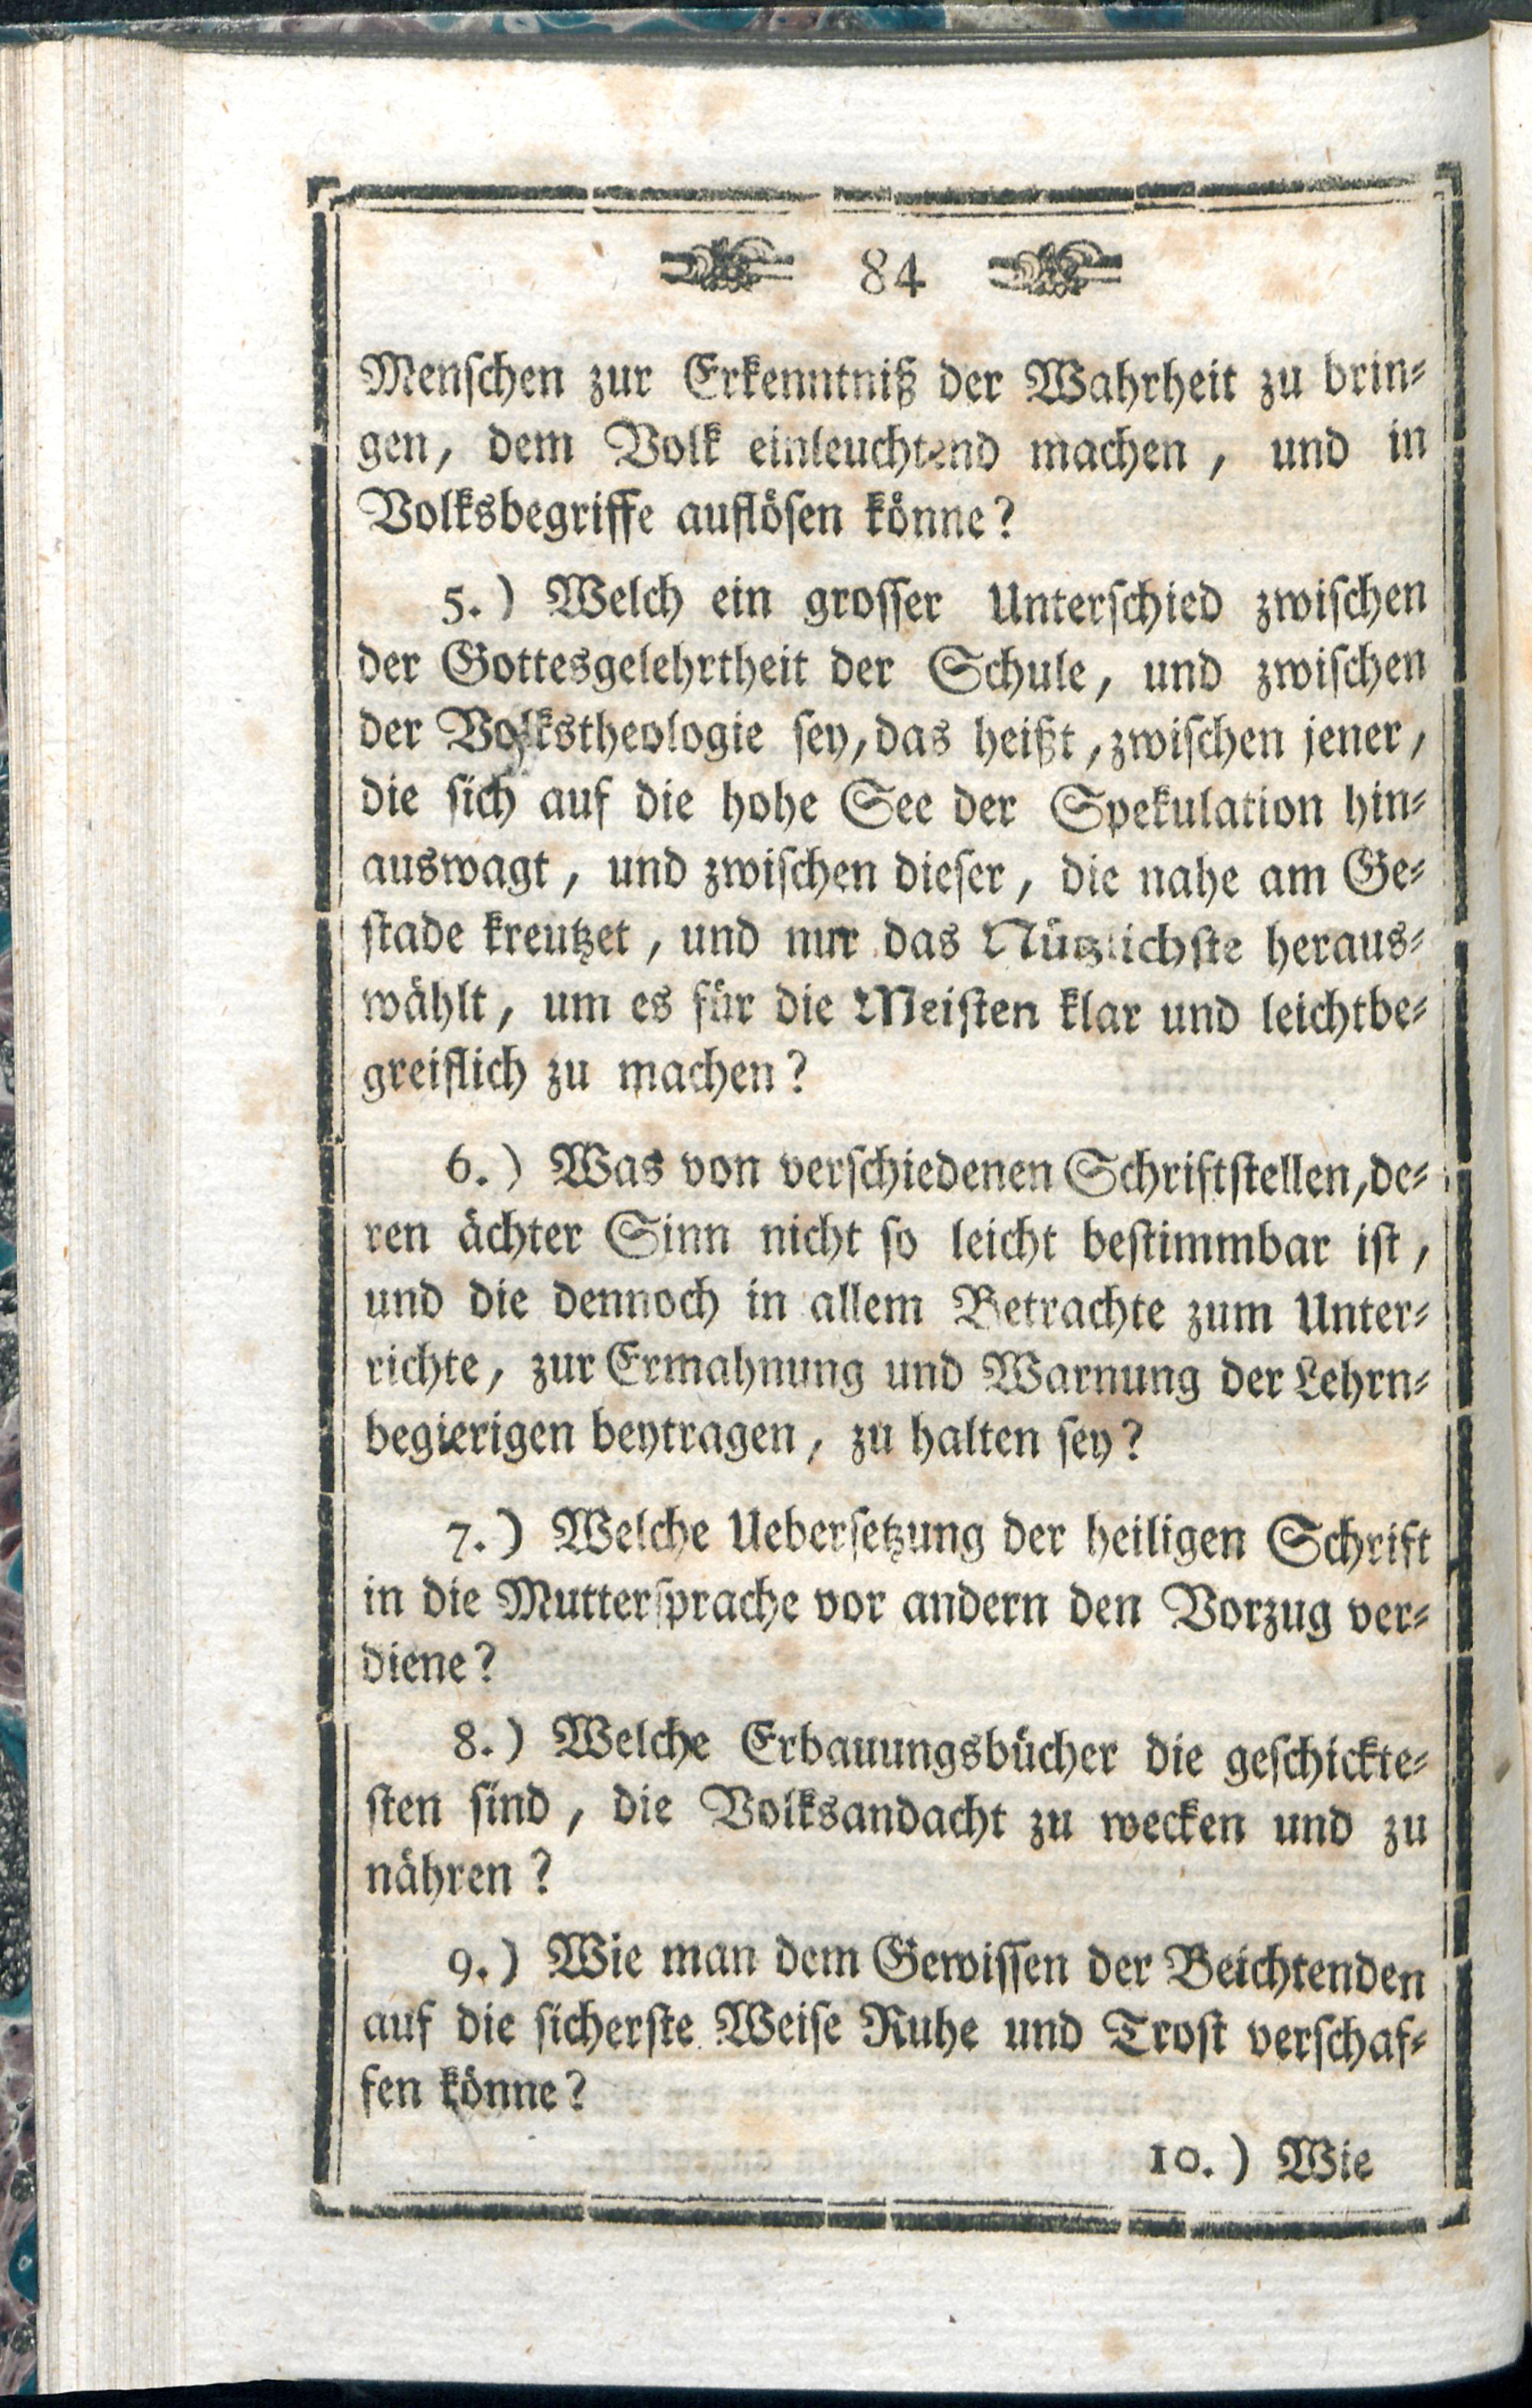 84
Menschen zur Erkenntniß der Wahrheit zu brin-
gen, dem Volk einleuchtend machen, und in
Volksbegriffe auflösen könne?
5.) Welch ein grosser Unterschied zwischen
der Gottesgelehrtheit der Schule, und zwischen
der Volkstheologie sey, das heißt, zwischen jener,
die sich auf die hohe See der Spekulation hin-
auswagt, und zwischen dieser, die nahe am Ge-
stade kreutzet, und nur das Nützlichste heraus-
wählt, um es für die Meisten klar und leichtbe-
greiflich zu machen?
6.) Was von verschiedenen Schriftstellen, de-
ren ächter Sinn nicht so leicht bestimmbar ist,
und die dennoch in allem Betrachte zum Unter-
richte, zur Ermahnung und Warnung der Lehrn-
begierigen beytragen, zu halten sey?
7.) Welche Uebersetzung der heiligen Schrift
in die Muttersprache vor andern den Vorzug ver-
diene?
8.) Welche Erbauungsbücher die geschickte-
sten sind, die Volksandacht zu wecken und zu
nähren?
9.) Wie man dem Gewissen der Beichtenden
auf die sicherste Weise Ruhe und Trost verschaf-
fen könne?
10.) Wie